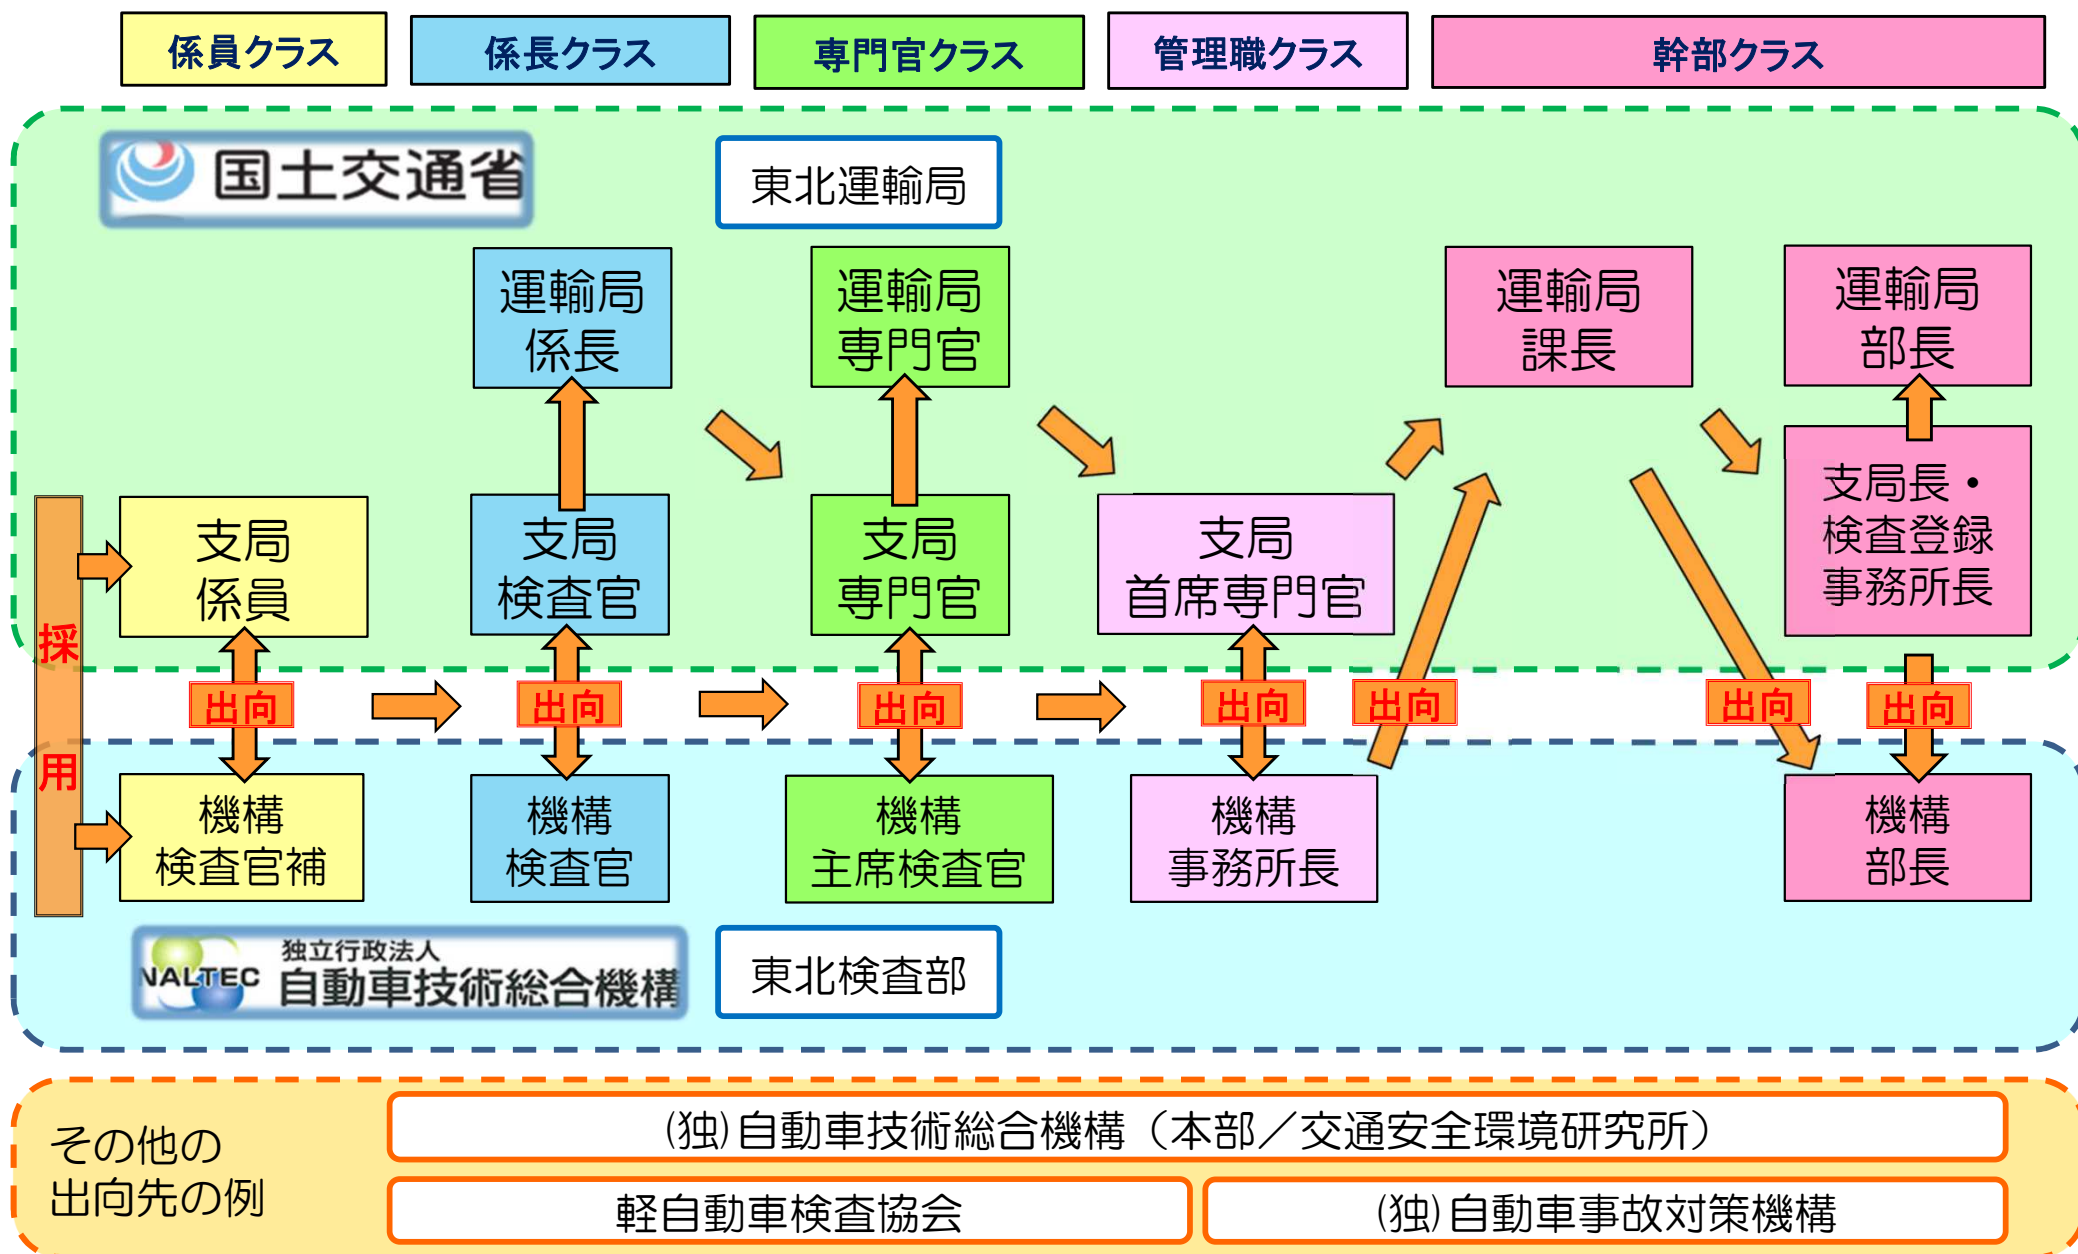 係員クラス
係長クラス
専門官クラス
管理職クラス
幹部クラス
国土交通省
東北運輸局
運輸局
係長
運輸局
専門官
運輸局
課長
運輸局
部長
採
用
支局
係員
支局
検査官
支局
専門官
支局
首席専門官
支局長・
検査登録
事務所長
出向
出向
出向
出向
出向
出向
出向
機構
検査官補
機構
検査官
機構
主席検査官
機構
事務所長
機構
部長
NALTEC
独立行政法人
自動車技術総合機構
東北検査部
その他の
出向先の例
(独)自動車技術総合機構（本部／交通安全環境研究所）
軽自動車検査協会
(独)自動車事故対策機構